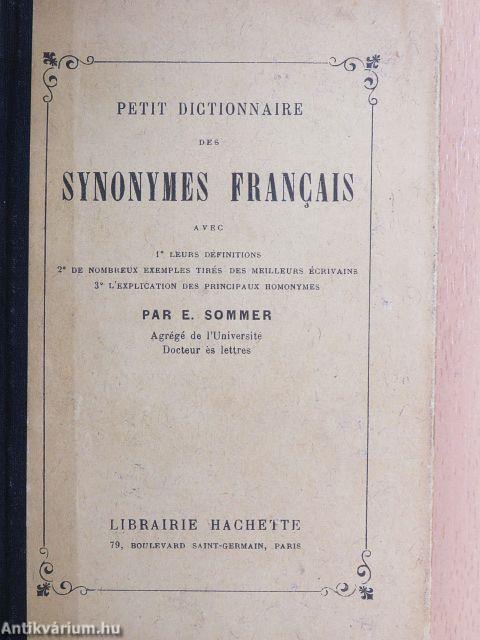 PETIT DICTIONNAIRE
DES
SYNONYMES FRANÇAIS
AVEC
1° LEURS DÉFINITIONS
2° DE NOMBREUX EXEMPLES TIRÉS DES MEILLEURS ÉCRIVAINS
3° L'EXPLICATION DES PRINCIPAUX HOMONYMES
PAR E. SOMMER
Agrégé de l'Université
Docteur ès lettres
LIBRAIRIE HACHETTE
79, BOULEVARD SAINT-GERMAIN, PARIS
Antikvárium.hu